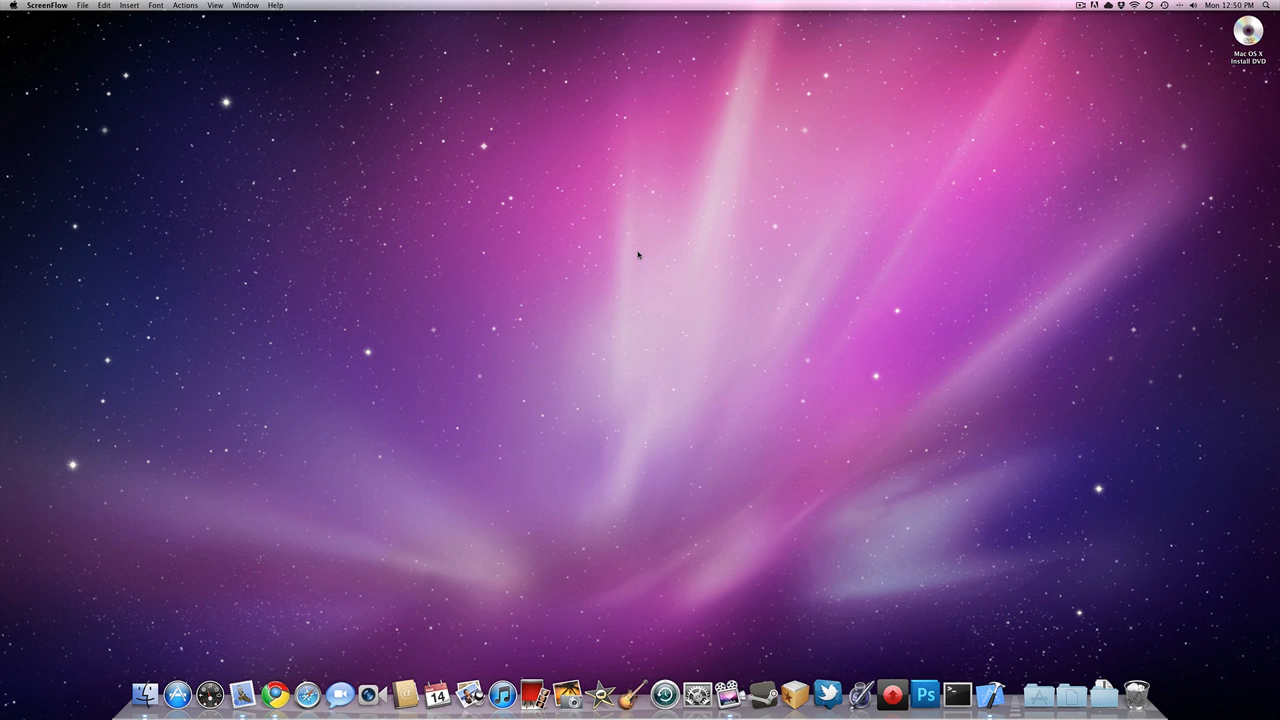 ScreenFlow File Edit Insert Font Actions View Window Help Mon 12:50 PM
Mac OS X
Install DVD
14
Ps